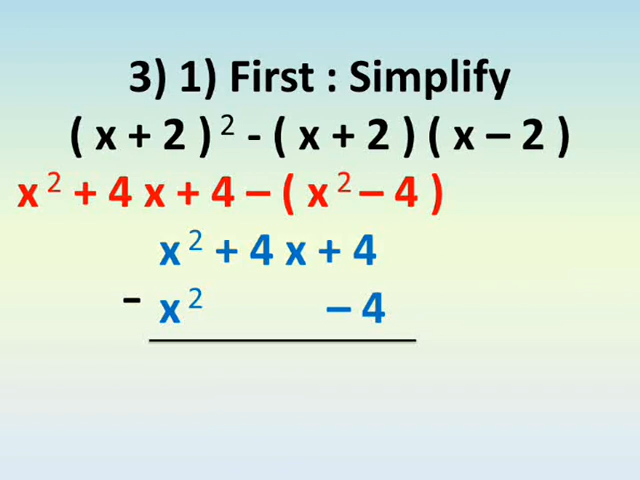 3) 1) First : Simplify
( x + 2 ) ² - ( x + 2 ) ( x – 2 )
x ² + 4 x + 4 – ( x ² – 4 )
x ² + 4 x + 4
– x ² – 4